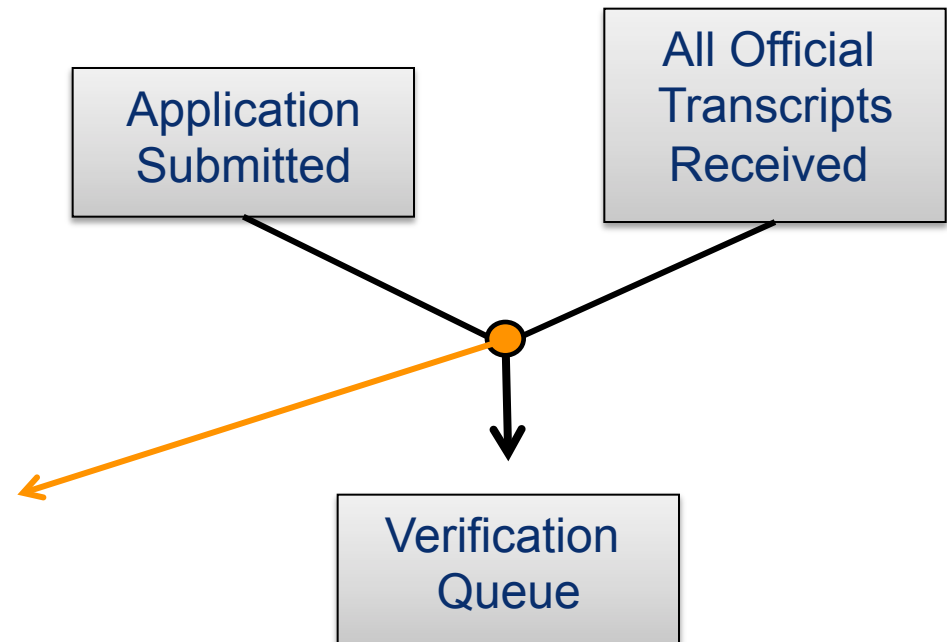 Application
Submitted
All Official
Transcripts
Received
Verification
Queue